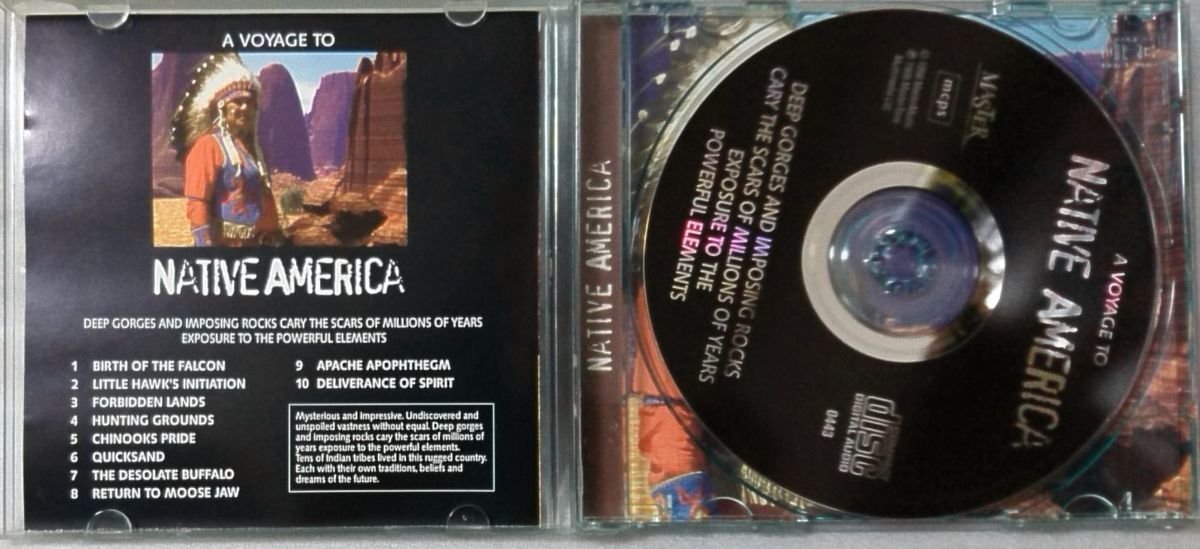 A VOYAGE TO
NATIVE AMERICA
DEEP GORGES AND IMPOSING ROCKS CARY THE SCARS OF MILLIONS OF YEARS
EXPOSURE TO THE POWERFUL ELEMENTS
1 BIRTH OF THE FALCON
2 LITTLE HAWK'S INITIATION
3 FORBIDDEN LANDS
4 HUNTING GROUNDS
5 CHINOOKS PRIDE
6 QUICKSAND
7 THE DESOLATE BUFFALO
8 RETURN TO MOOSE JAW
9 APACHE APOPHTHEGM
10 DELIVERANCE OF SPIRIT
Mysterious and Impressive. Undiscovered and
unspoiled vastness without equal. Deep gorges
and imposing rocks cary the scars of millions of
years exposure to the powerful elements.
Tens of Indian tribes lived in this rugged country.
Each with their own traditions, beliefs and
dreams of the future.
NATIVE AMERICA
A VOYAGE TO
NATIVE AMERICA
MASTER
mcps
DEEP GORGES AND IMPOSING ROCKS
CARY THE SCARS OF MILLIONS OF YEARS
EXPOSURE TO THE
POWERFUL ELEMENTS
disc
DIGITAL AUDIO
0443